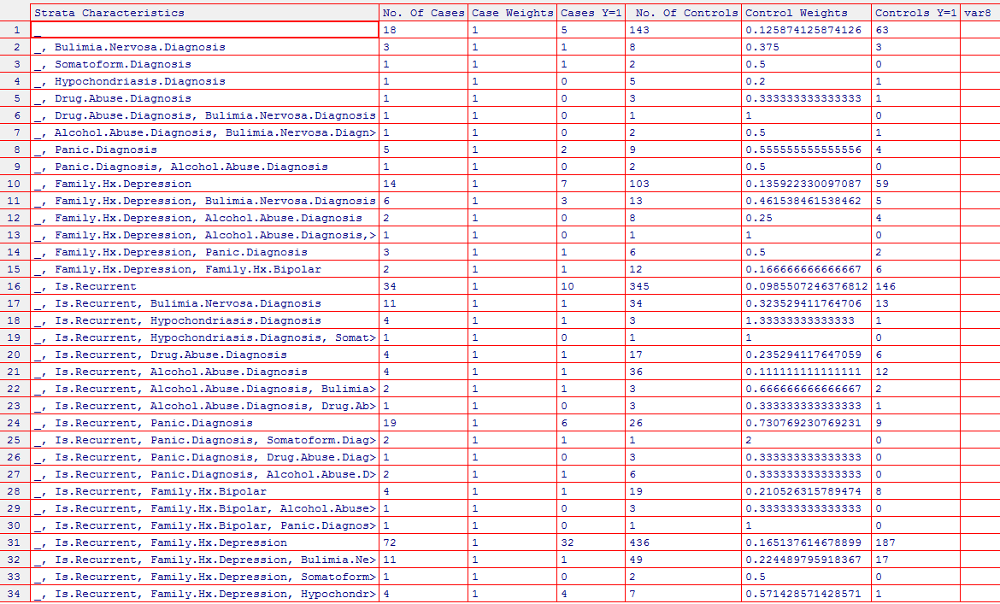 Strata Characteristics No. Of Cases Case Weights Cases Y=1 No. Of Controls Control Weights Controls Y=1 var8
1 _ 18 1 5 143 0.125874125874126 63
2 _, Bulimia.Nervosa.Diagnosis 3 1 1 8 0.375 3
3 _, Somatoform.Diagnosis 1 1 1 2 0.5 0
4 _, Hypochondriasis.Diagnosis 1 1 0 5 0.2 1
5 _, Drug.Abuse.Diagnosis 1 1 0 3 0.333333333333333 1
6 _, Drug.Abuse.Diagnosis, Bulimia.Nervosa.Diagnosis 1 1 0 1 1 0
7 _, Alcohol.Abuse.Diagnosis, Bulimia.Nervosa.Diagn> 1 1 0 2 0.5 1
8 _, Panic.Diagnosis 5 1 2 9 0.555555555555556 4
9 _, Panic.Diagnosis, Alcohol.Abuse.Diagnosis 1 1 0 2 0.5 0
10 _, Family.Hx.Depression 14 1 7 103 0.135922330097087 59
11 _, Family.Hx.Depression, Bulimia.Nervosa.Diagnosis 6 1 3 13 0.461538461538462 5
12 _, Family.Hx.Depression, Alcohol.Abuse.Diagnosis 2 1 0 8 0.25 4
13 _, Family.Hx.Depression, Alcohol.Abuse.Diagnosis,> 1 1 0 1 1 0
14 _, Family.Hx.Depression, Panic.Diagnosis 3 1 1 6 0.5 2
15 _, Family.Hx.Depression, Family.Hx.Bipolar 2 1 1 12 0.166666666666667 6
16 _, Is.Recurrent 34 1 10 345 0.0985507246376812 146
17 _, Is.Recurrent, Bulimia.Nervosa.Diagnosis 11 1 1 34 0.323529411764706 13
18 _, Is.Recurrent, Hypochondriasis.Diagnosis 4 1 1 3 1.33333333333333 1
19 _, Is.Recurrent, Hypochondriasis.Diagnosis, Somat> 1 1 0 1 1 0
20 _, Is.Recurrent, Drug.Abuse.Diagnosis 4 1 1 17 0.235294117647059 6
21 _, Is.Recurrent, Alcohol.Abuse.Diagnosis 4 1 1 36 0.111111111111111 12
22 _, Is.Recurrent, Alcohol.Abuse.Diagnosis, Bulimia> 2 1 1 3 0.666666666666667 2
23 _, Is.Recurrent, Alcohol.Abuse.Diagnosis, Drug.Ab> 1 1 0 3 0.333333333333333 1
24 _, Is.Recurrent, Panic.Diagnosis 19 1 6 26 0.730769230769231 9
25 _, Is.Recurrent, Panic.Diagnosis, Somatoform.Diag> 2 1 1 1 2 0
26 _, Is.Recurrent, Panic.Diagnosis, Drug.Abuse.Diag> 1 1 0 3 0.333333333333333 0
27 _, Is.Recurrent, Panic.Diagnosis, Alcohol.Abuse.D> 2 1 1 6 0.333333333333333 0
28 _, Is.Recurrent, Family.Hx.Bipolar 4 1 1 19 0.210526315789474 8
29 _, Is.Recurrent, Family.Hx.Bipolar, Alcohol.Abuse> 1 1 0 3 0.333333333333333 0
30 _, Is.Recurrent, Family.Hx.Bipolar, Panic.Diagnos> 1 1 0 1 1 0
31 _, Is.Recurrent, Family.Hx.Depression 72 1 32 436 0.165137614678899 187
32 _, Is.Recurrent, Family.Hx.Depression, Bulimia.Ne> 11 1 1 49 0.224489795918367 17
33 _, Is.Recurrent, Family.Hx.Depression, Somatoform> 1 1 0 2 0.5 0
34 _, Is.Recurrent, Family.Hx.Depression, Hypochondr> 4 1 4 7 0.571428571428571 1